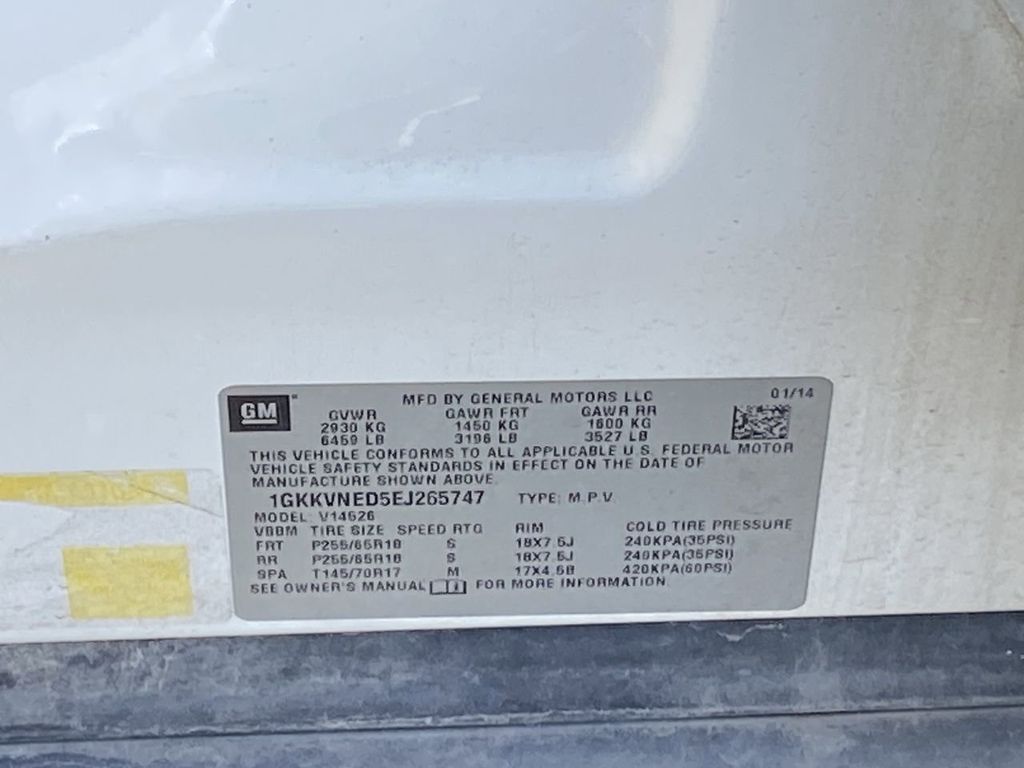 GM
MFD BY GENERAL MOTORS LLC 01/14
GVWR GAWR FRT GAWR RR
2930 KG 1450 KG 1600 KG
6459 LB 3196 LB 3527 LB
THIS VEHICLE CONFORMS TO ALL APPLICABLE U.S. FEDERAL MOTOR
VEHICLE SAFETY STANDARDS IN EFFECT ON THE DATE OF
MANUFACTURE SHOWN ABOVE.
1GKKVNED5EJ265747 TYPE: M.P.V.
MODEL: V14526
VBBM TIRE SIZE SPEED RTG RIM COLD TIRE PRESSURE
FRT P255/65R18 S 18X7.5J 240KPA(35PSI)
RR P255/65R18 S 18X7.5J 240KPA(35PSI)
SPA T145/70R17 M 17X4.5B 420KPA(60PSI)
SEE OWNER'S MANUAL FOR MORE INFORMATION.